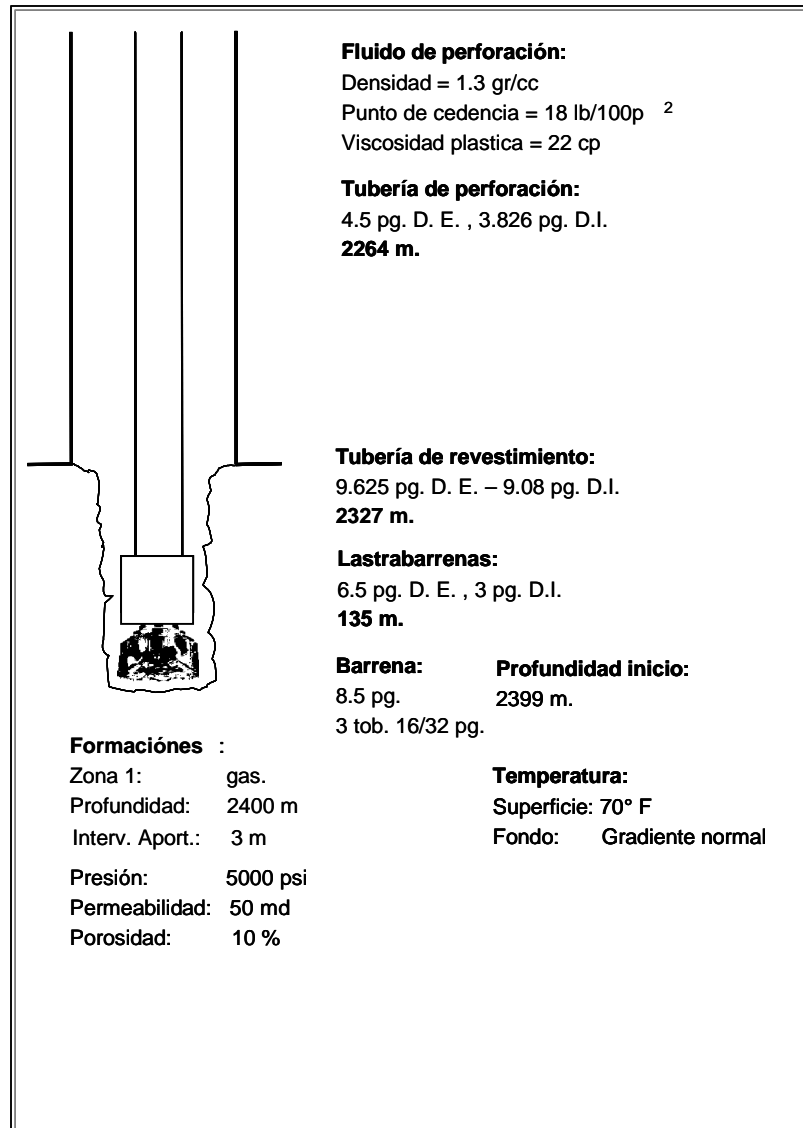 Fluido de perforación:
Densidad = 1.3 gr/cc
Punto de cedencia = 18 lb/100p 2
Viscosidad plastica = 22 cp
Tubería de perforación:
4.5 pg. D. E. , 3.826 pg. D.I.
2264 m.
Tubería de revestimiento:
9.625 pg. D. E. – 9.08 pg. D.I.
2327 m.
Lastrabarrenas:
6.5 pg. D. E. , 3 pg. D.I.
135 m.
Barrena:
8.5 pg.
3 tob. 16/32 pg.
Profundidad inicio:
2399 m.
Formaciónes :
Zona 1: gas.
Profundidad: 2400 m
Interv. Aport.: 3 m
Presión: 5000 psi
Permeabilidad: 50 md
Porosidad: 10 %
Temperatura:
Superficie: 70° F
Fondo: Gradiente normal